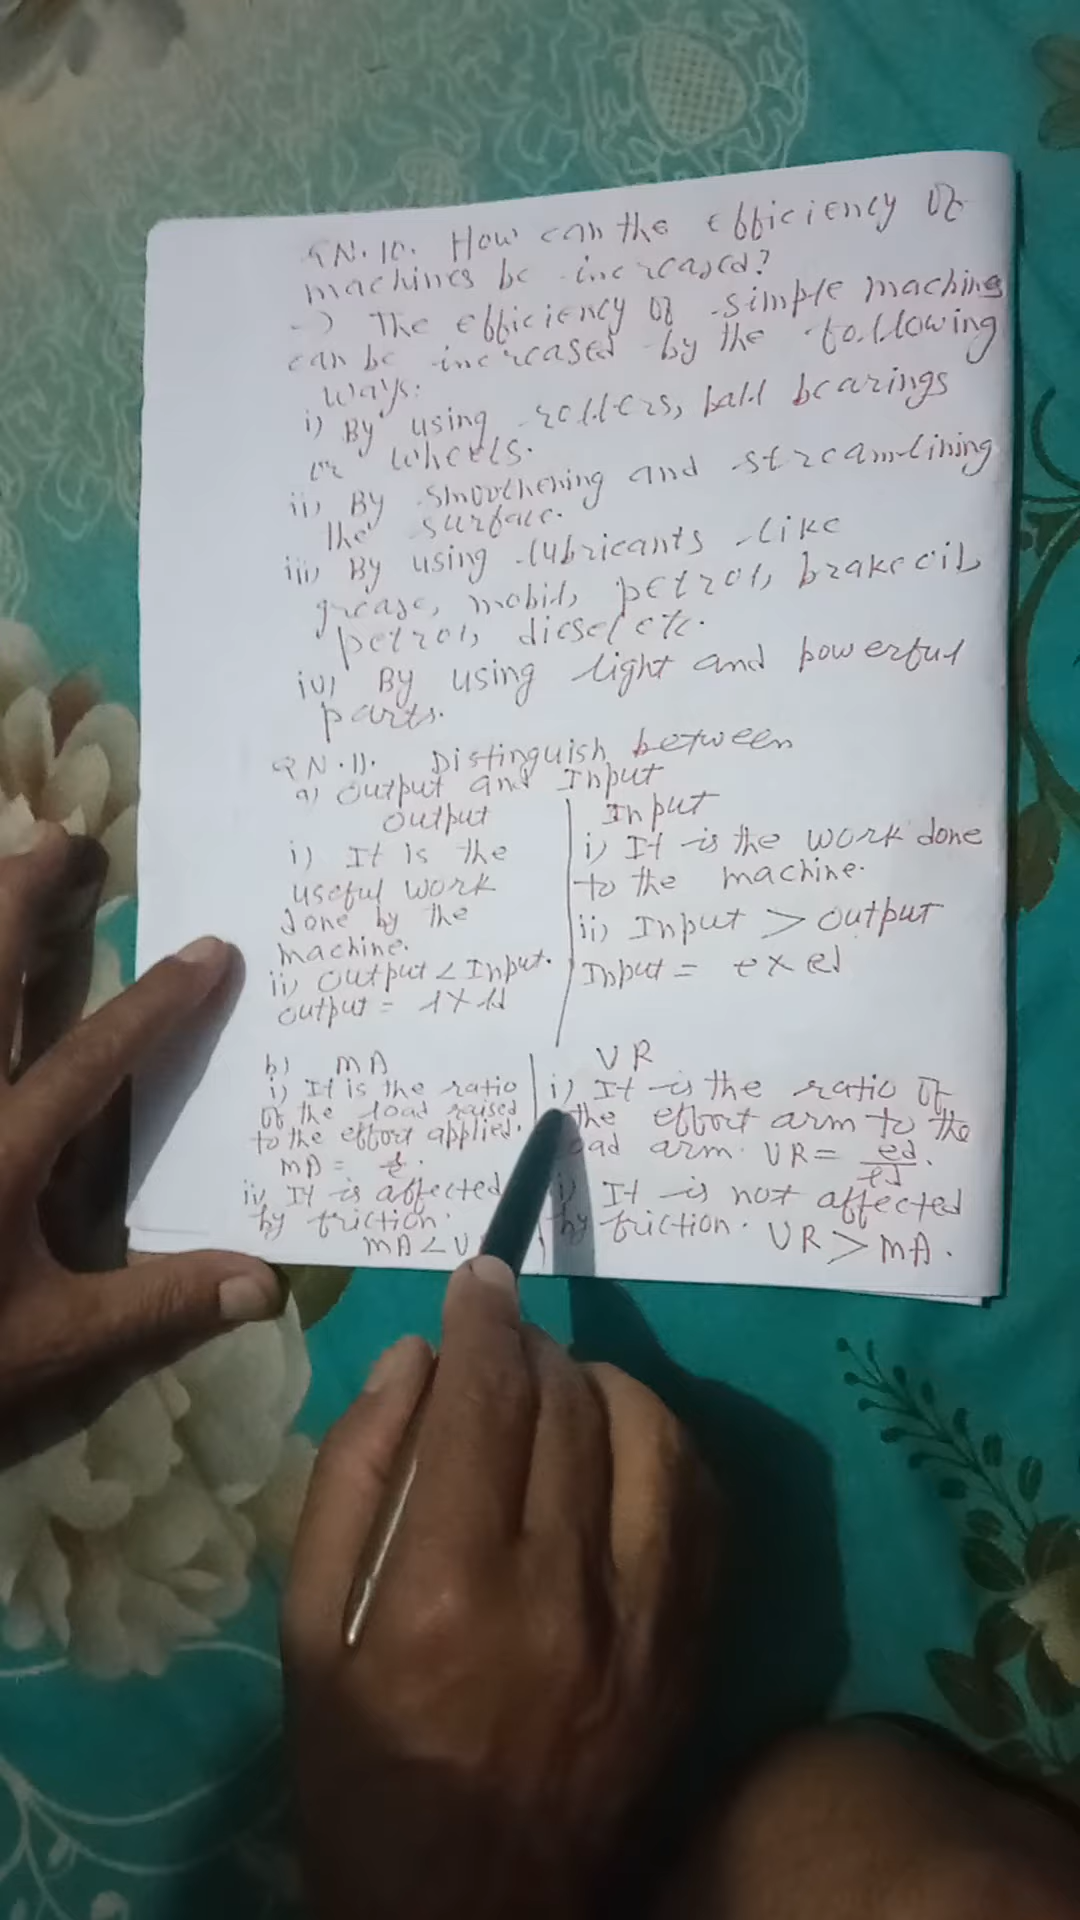 Q N. 10. How can the efficiency of
machines be increased?
→ The efficiency of simple machines
can be increased by the following
ways:
i) By using rollers, ball bearings
or wheels.
ii) By smoothening and streamlining
the surface.
iii) By using lubricants like
grease, mobil, petrol, brake oil,
petrol, diesel etc.
iv) By using light and powerful
parts.
Q N. 11. Distinguish between
a) Output and Input
Output
i) It is the
useful work
done by the
machine.
ii) Output < Input.
Output = l x ld
Input
i) It is the work done
to the machine.
ii) Input > Output
Input = e x ed
b) MA
i) It is the ratio
of the load raised
to the effort applied.
MA =
It is affected
by friction.
MA < V
VR
i) It is the ratio of
the effort arm to the
arm. VR = ed/ld.
It is not affected
by friction. VR > MA.